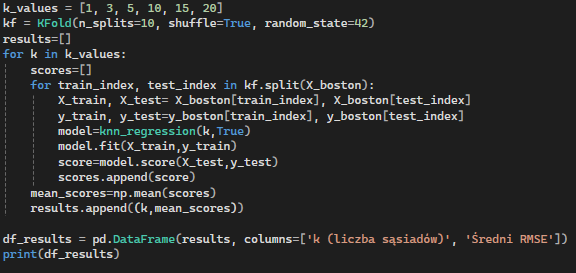 k_values = [1, 3, 5, 10, 15, 20]
kf = KFold(n_splits=10, shuffle=True, random_state=42)
results=[]
for k in k_values:
    scores=[]
    for train_index, test_index in kf.split(X_boston):
        X_train, X_test= X_boston[train_index], X_boston[test_index]
        y_train, y_test=y_boston[train_index], y_boston[test_index]
        model=knn_regression(k,True)
        model.fit(X_train,y_train)
        score=model.score(X_test,y_test)
        scores.append(score)
    mean_scores=np.mean(scores)
    results.append((k,mean_scores))

df_results = pd.DataFrame(results, columns=['k (liczba sąsiadów)', 'Średni RMSE'])
print(df_results)